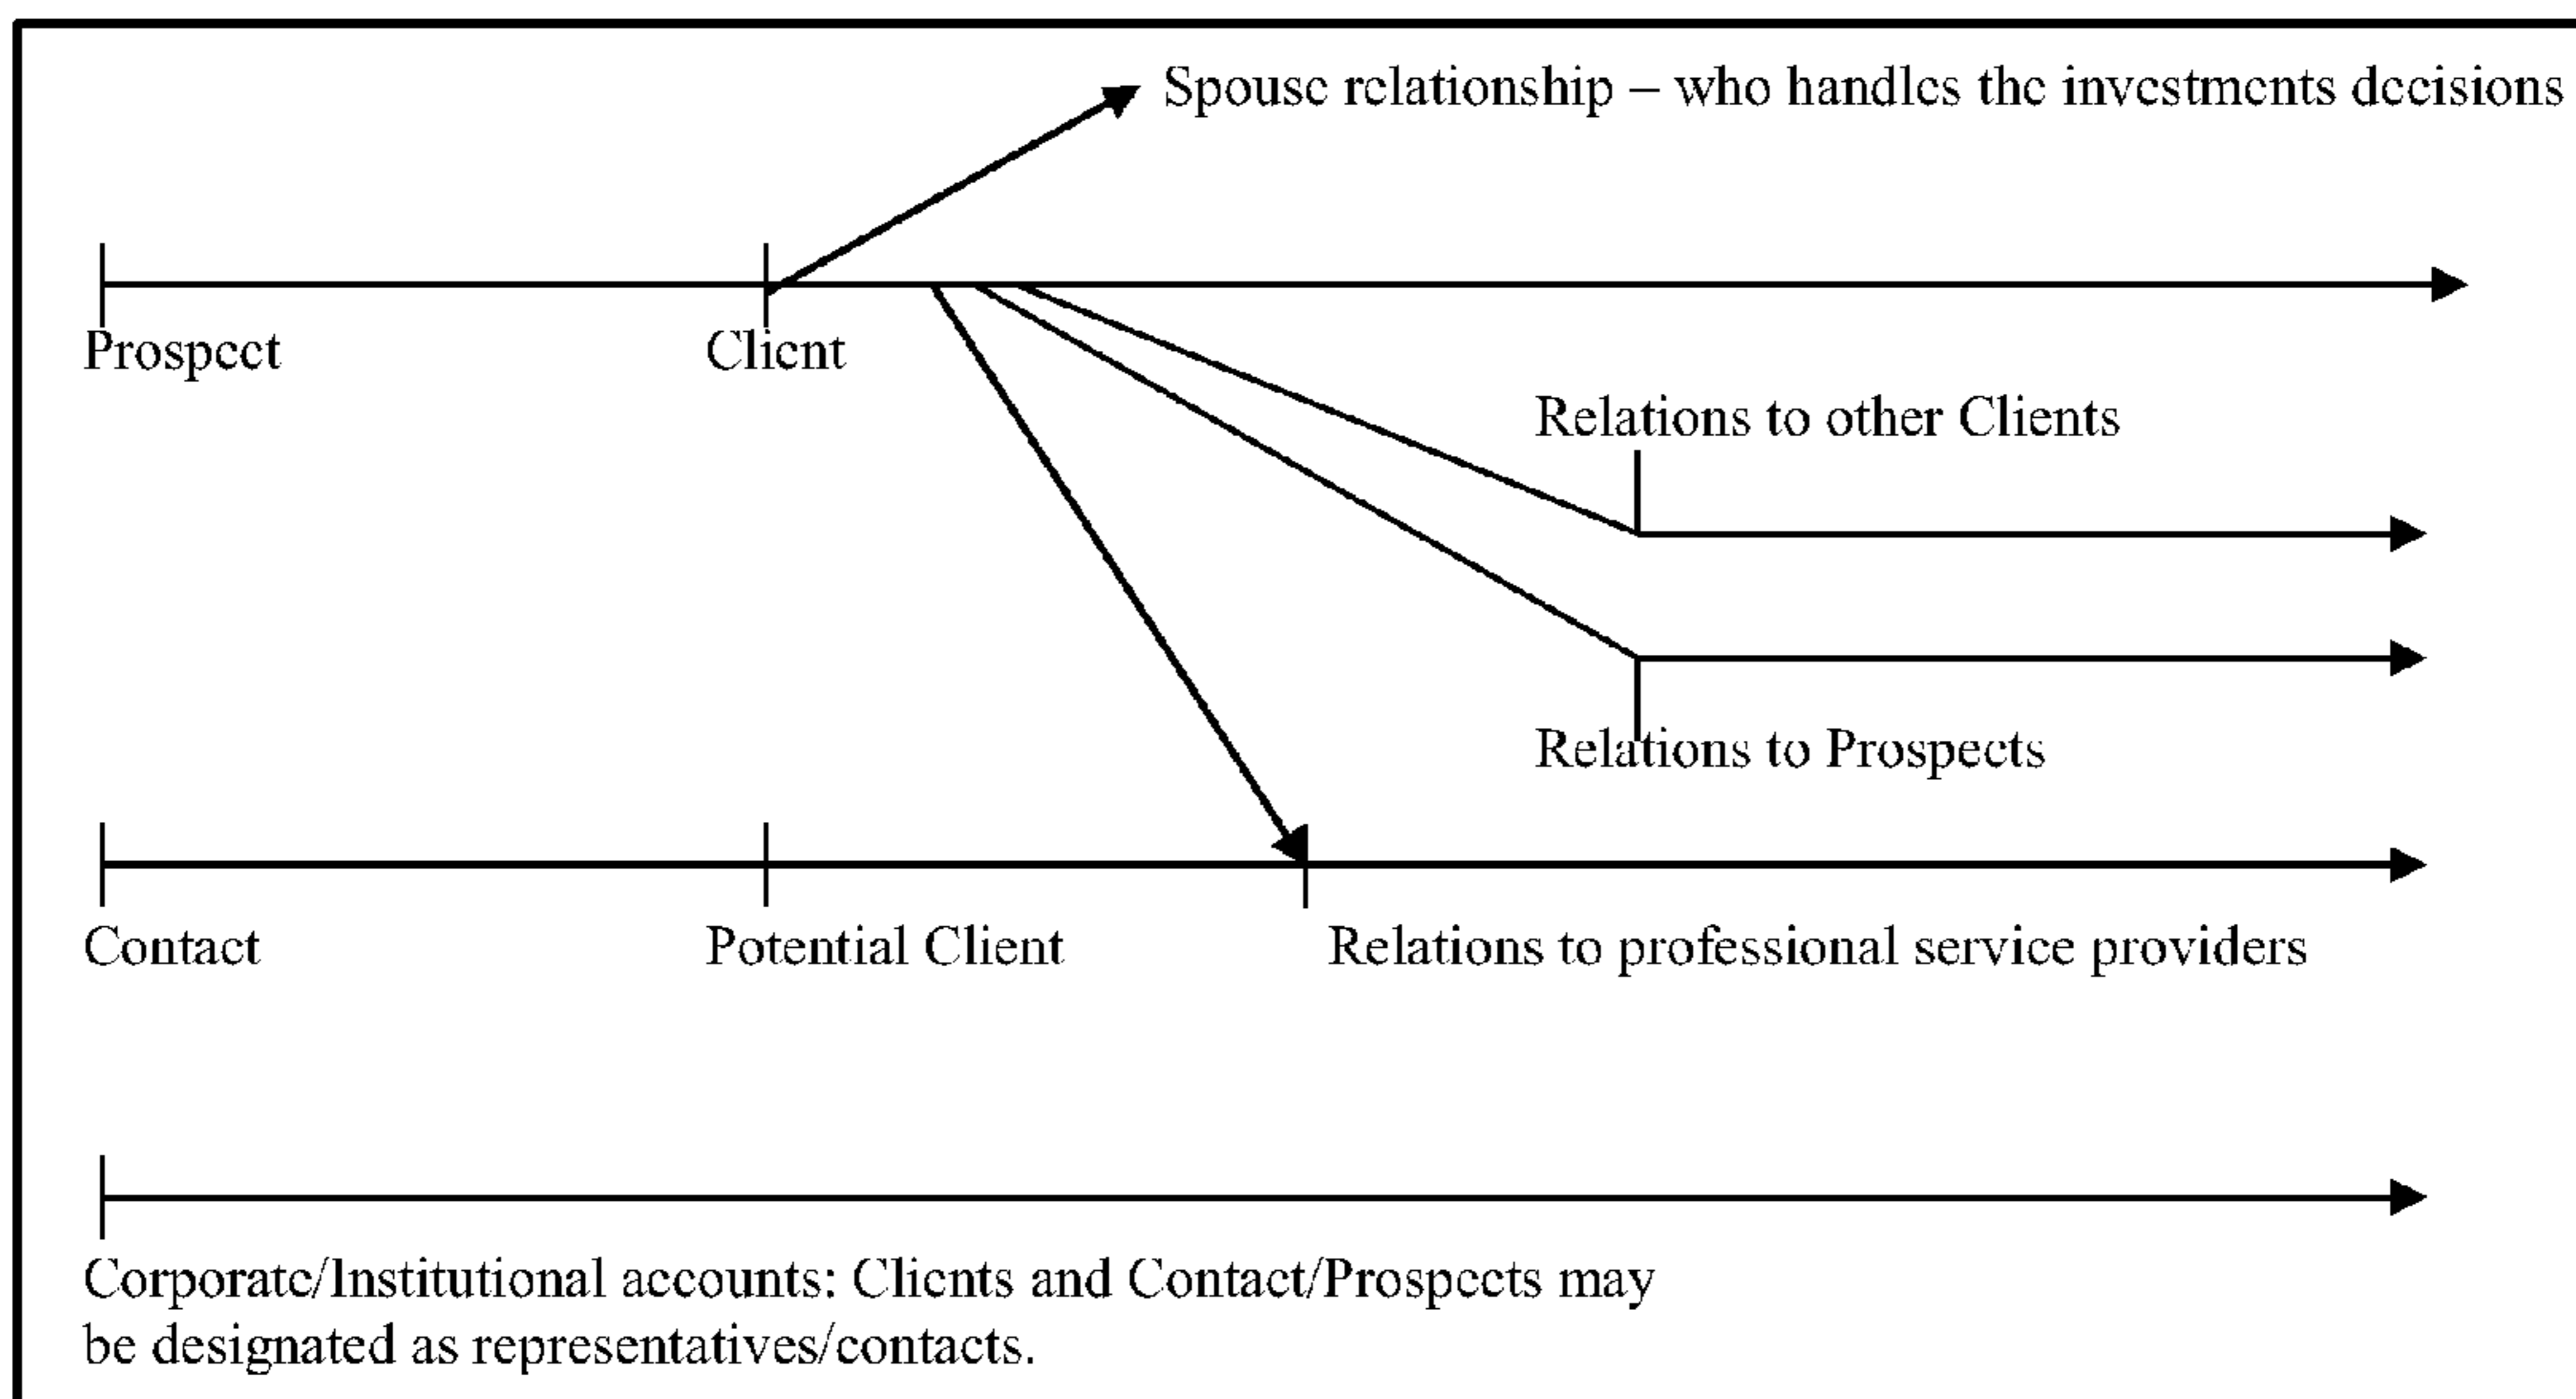 Spouse relationship – who handles the investments decisions
Prospect
Client
Relations to other Clients
Relations to Prospects
Contact
Potential Client
Relations to professional service providers
Corporate/Institutional accounts: Clients and Contact/Prospects may
be designated as representatives/contacts.